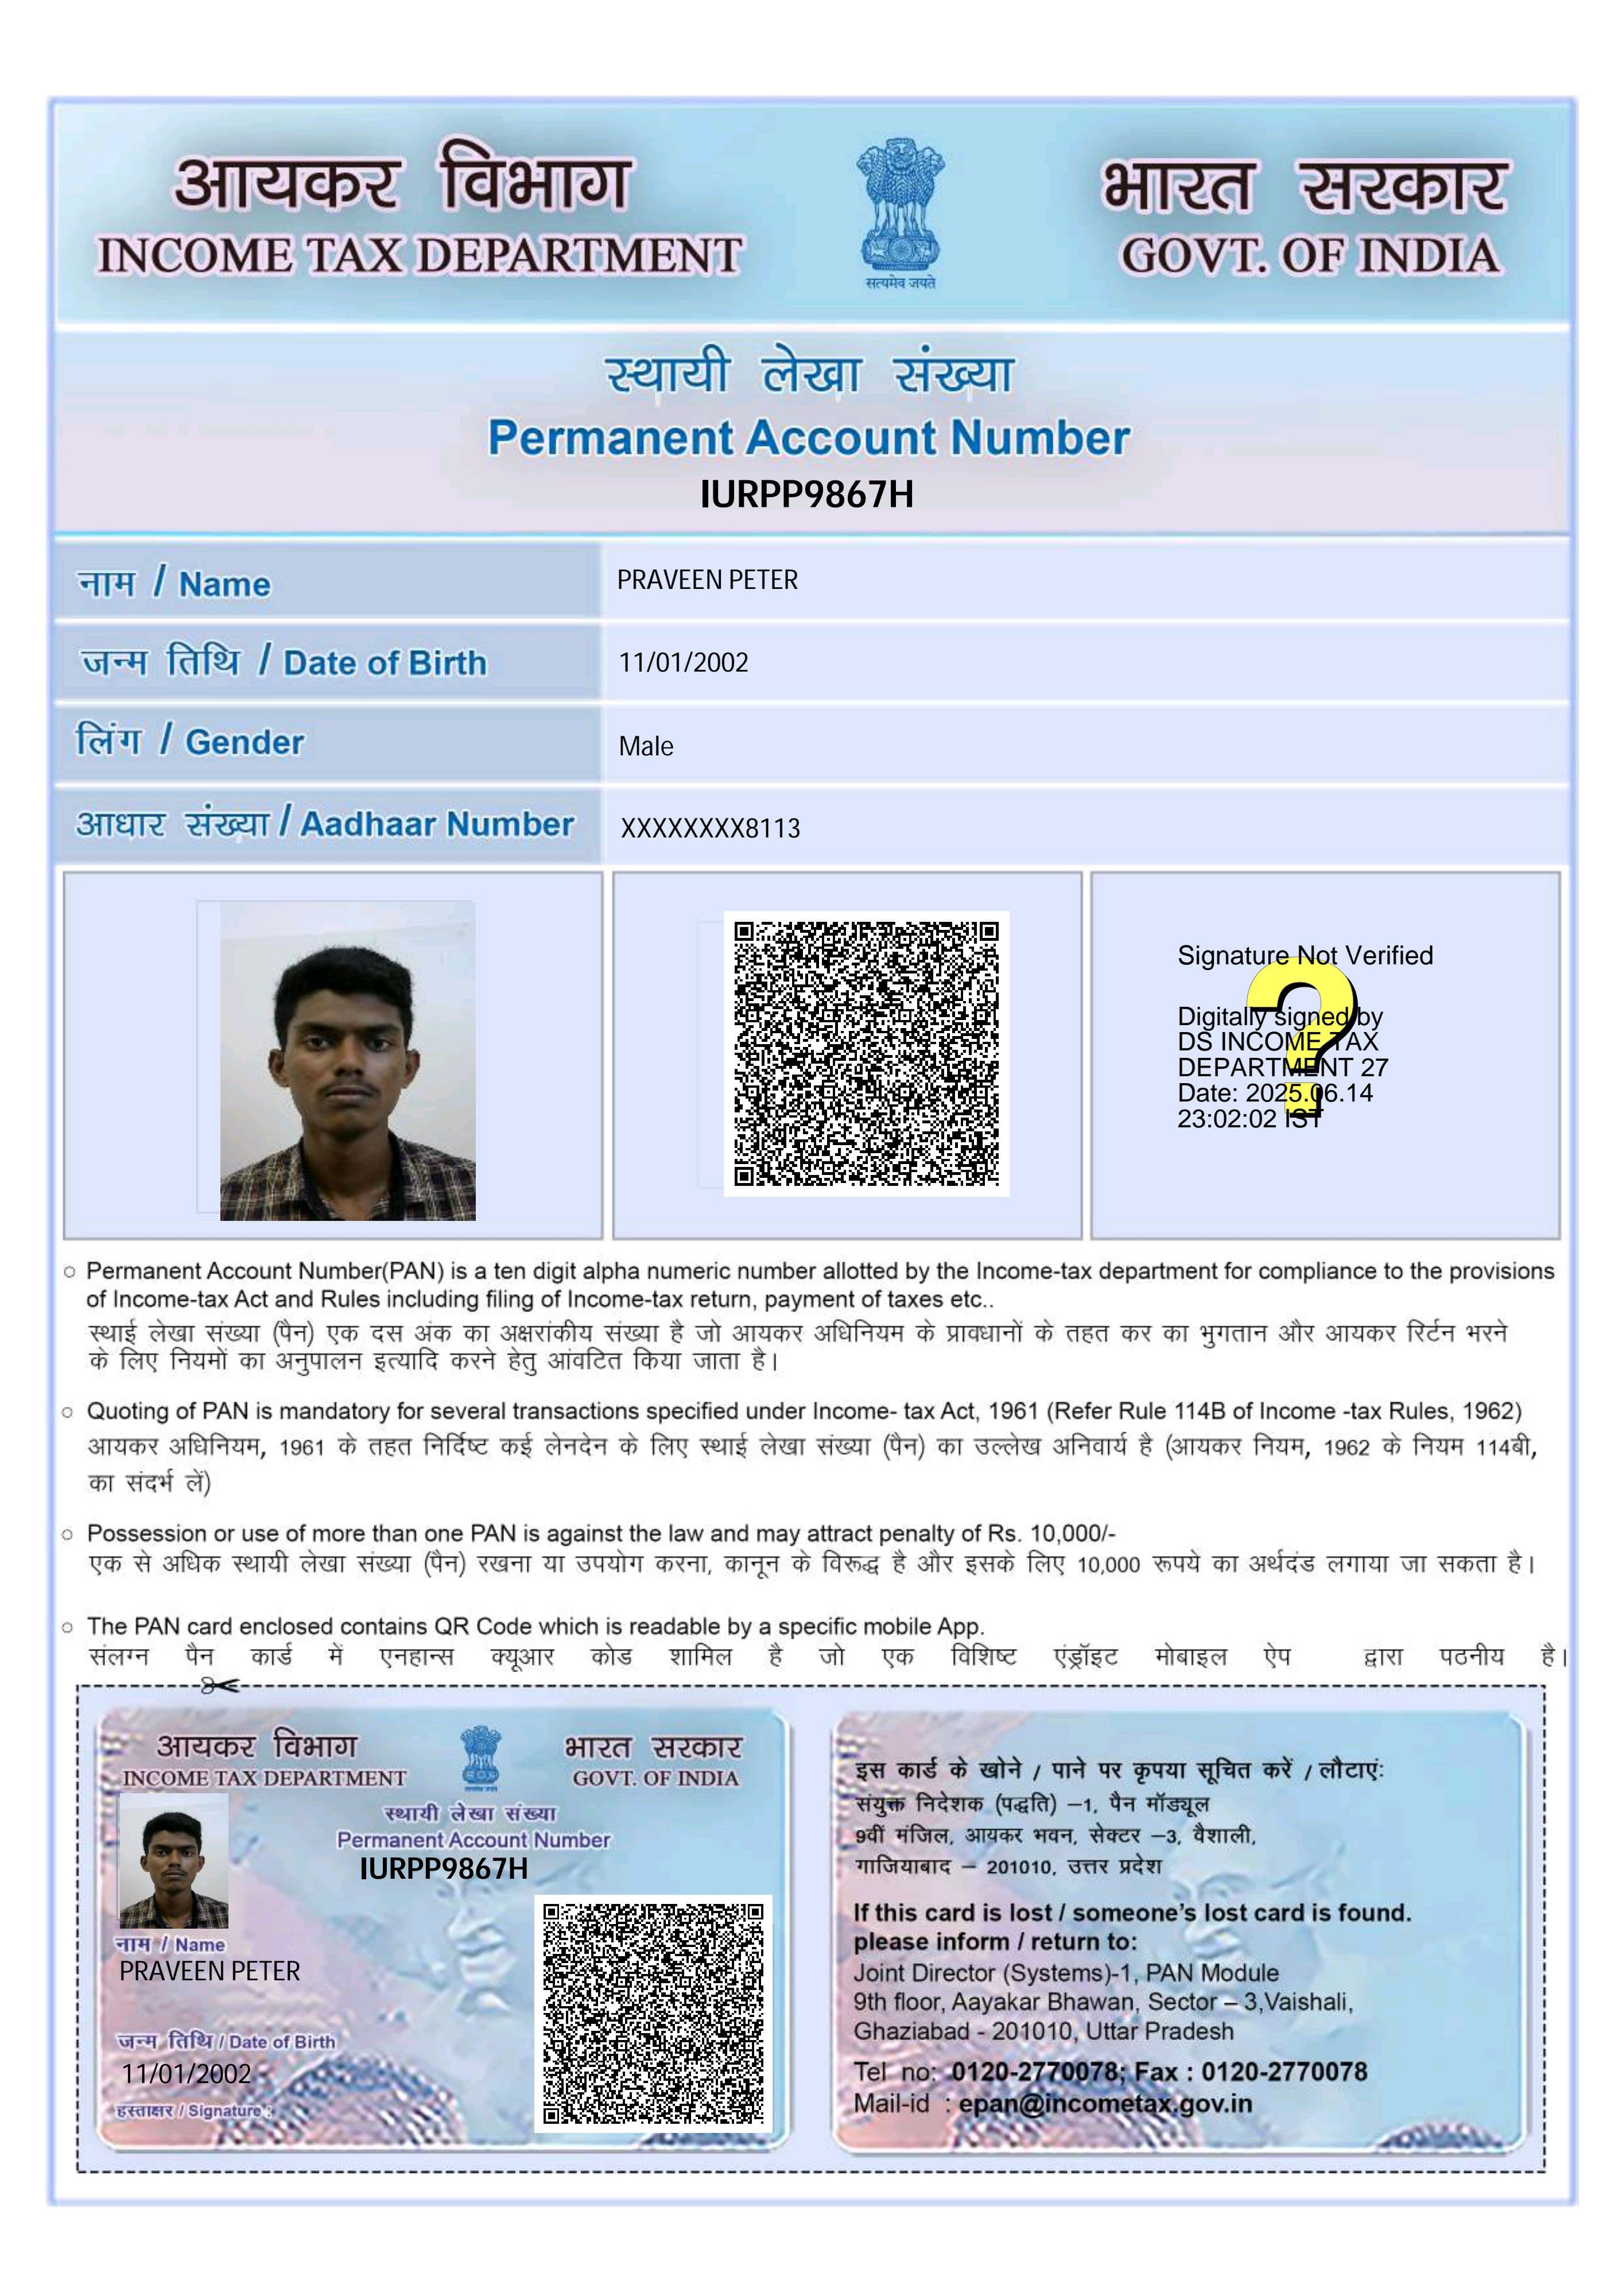 आयकर विभाग
INCOME TAX DEPARTMENT
सत्यमेव जयते
भारत सरकार
GOVT. OF INDIA
स्थायी लेखा संख्या
Permanent Account Number
IURPP9867H
नाम / Name PRAVEEN PETER
जन्म तिथि / Date of Birth 11/01/2002
लिंग / Gender Male
आधार संख्या / Aadhaar Number XXXXXXXX8113
Signature Not Verified
Digitally signed by
DS INCOME TAX
DEPARTMENT 27
Date: 2025.06.14
23:02:02 IST
Permanent Account Number(PAN) is a ten digit alpha numeric number allotted by the Income-tax department for compliance to the provisions
of Income-tax Act and Rules including filing of Income-tax return, payment of taxes etc..
स्थाई लेखा संख्या (पैन) एक दस अंक का अक्षरांकीय संख्या है जो आयकर अधिनियम के प्रावधानों के तहत कर का भुगतान और आयकर रिर्टन भरने
के लिए नियमों का अनुपालन इत्यादि करने हेतु आंवटित किया जाता है।
Quoting of PAN is mandatory for several transactions specified under Income- tax Act, 1961 (Refer Rule 114B of Income -tax Rules, 1962)
आयकर अधिनियम, 1961 के तहत निर्दिष्ट कई लेनदेन के लिए स्थाई लेखा संख्या (पैन) का उल्लेख अनिवार्य है (आयकर नियम, 1962 के नियम 114बी,
का संदर्भ लें)
Possession or use of more than one PAN is against the law and may attract penalty of Rs. 10,000/-
एक से अधिक स्थायी लेखा संख्या (पैन) रखना या उपयोग करना, कानून के विरूद्ध है और इसके लिए 10,000 रूपये का अर्थदंड लगाया जा सकता है।
The PAN card enclosed contains QR Code which is readable by a specific mobile App.
संलग्न पैन कार्ड में एनहान्स क्यूआर कोड शामिल है जो एक विशिष्ट एंड्रॉइट मोबाइल ऐप द्वारा पठनीय है।
आयकर विभाग
INCOME TAX DEPARTMENT
भारत सरकार
GOVT. OF INDIA
स्थायी लेखा संख्या
Permanent Account Number
IURPP9867H
नाम / Name
PRAVEEN PETER
जन्म तिथि / Date of Birth
11/01/2002
हस्ताक्षर / Signature :
इस कार्ड के खोने / पाने पर कृपया सूचित करें / लौटाएं:
संयुक्त निदेशक (पद्धति) –1, पैन मॉड्यूल
9वीं मंजिल, आयकर भवन, सेक्टर –3, वैशाली,
गाजियाबाद – 201010, उत्तर प्रदेश
If this card is lost / someone's lost card is found.
please inform / return to:
Joint Director (Systems)-1, PAN Module
9th floor, Aayakar Bhawan, Sector – 3,Vaishali,
Ghaziabad - 201010, Uttar Pradesh
Tel no: 0120-2770078; Fax : 0120-2770078
Mail-id : epan@incometax.gov.in